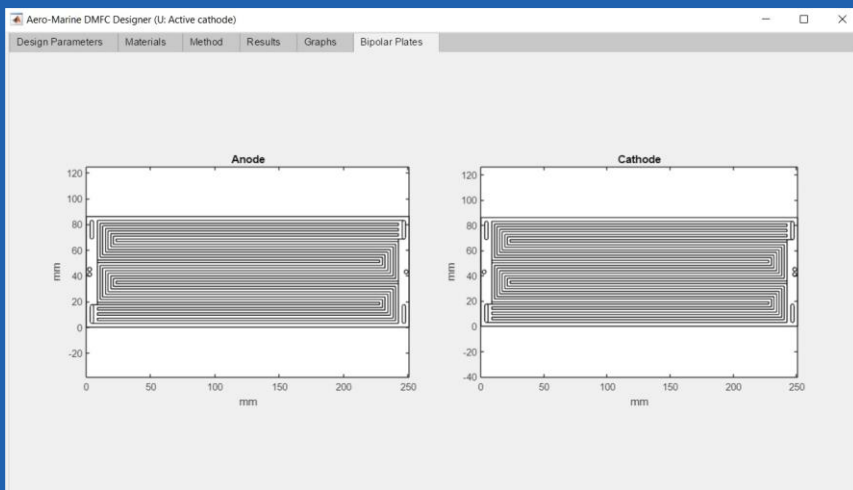 Aero-Marine DMFC Designer (U: Active cathode)
Design Parameters Materials Method Results Graphs Bipolar Plates
Anode
120
100
80
60
40
20
0
-20
mm
0 50 100 150 200 250
mm
Cathode
120
100
80
60
40
20
0
-20
-40
mm
0 50 100 150 200 250
mm